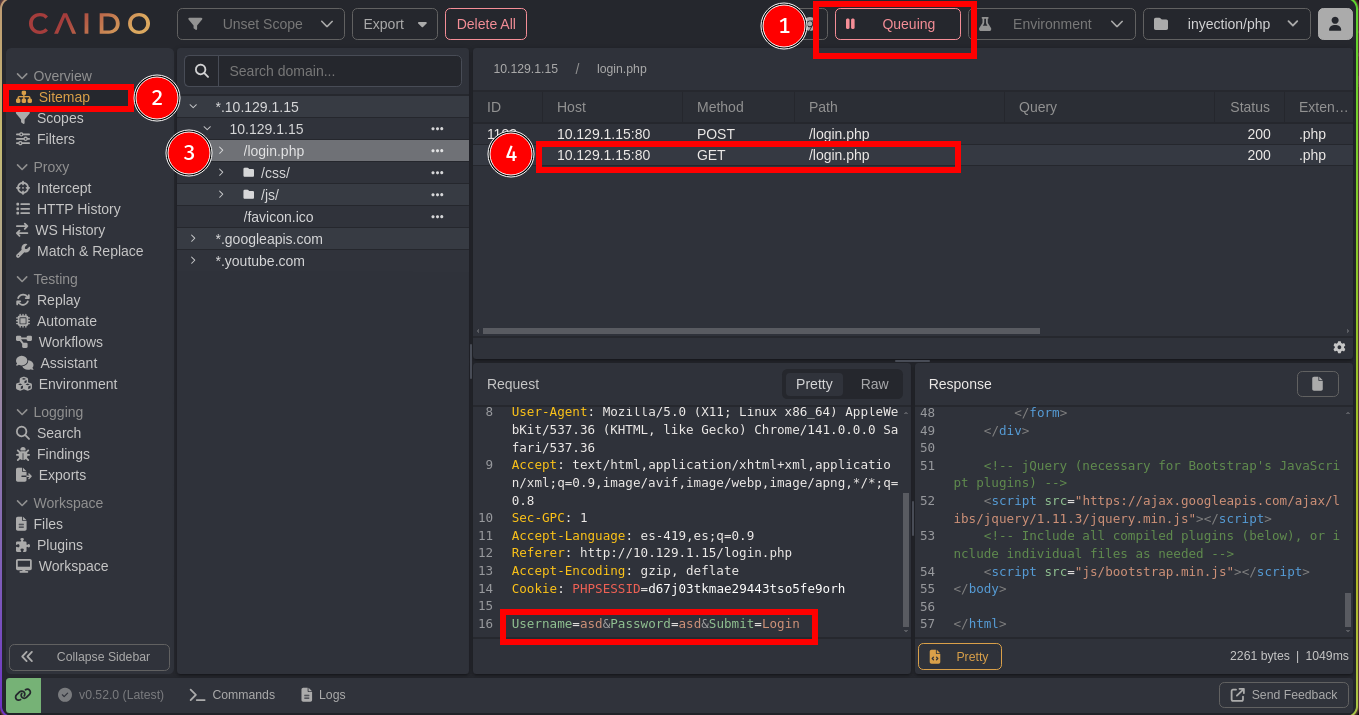 CAIDO
Unset Scope
Export
Delete All
1
Queuing
Environment
inyection/php
Overview
Sitemap
2
Scopes
Filters
Proxy
Intercept
HTTP History
WS History
Match & Replace
Testing
Replay
Automate
Workflows
Assistant
Environment
Logging
Search
Findings
Exports
Workspace
Files
Plugins
Workspace
Collapse Sidebar
Search domain...
*.10.129.1.15
10.129.1.15
3
/login.php
/css/
/js/
/favicon.ico
*.googleapis.com
*.youtube.com
10.129.1.15 / login.php
ID Host Method Path Query Status Exten...
10.129.1.15:80 POST /login.php 200 .php
4
10.129.1.15:80 GET /login.php 200 .php
Request
Pretty Raw
8 User-Agent: Mozilla/5.0 (X11; Linux x86_64) AppleWe
bKit/537.36 (KHTML, like Gecko) Chrome/141.0.0.0 Sa
fari/537.36
9 Accept: text/html,application/xhtml+xml,applicatio
n/xml;q=0.9,image/avif,image/webp,image/apng,*/*;q=
0.8
10 Sec-GPC: 1
11 Accept-Language: es-419,es;q=0.9
12 Referer: http://10.129.1.15/login.php
13 Accept-Encoding: gzip, deflate
14 Cookie: PHPSESSID=d67j03tkmae29443tso5fe9orh
15
16 Username=asd&Password=asd&Submit=Login
Response
48 </form>
49 </div>
50
51 <!-- jQuery (necessary for Bootstrap's JavaScri
pt plugins) -->
52 <script src="https://ajax.googleapis.com/ajax/l
ibs/jquery/1.11.3/jquery.min.js"></script>
53 <!-- Include all compiled plugins (below), or i
nclude individual files as needed -->
54 <script src="js/bootstrap.min.js"></script>
55 </body>
56
57 </html>
Pretty
2261 bytes | 1049ms
v0.52.0 (Latest)
Commands
Logs
Send Feedback